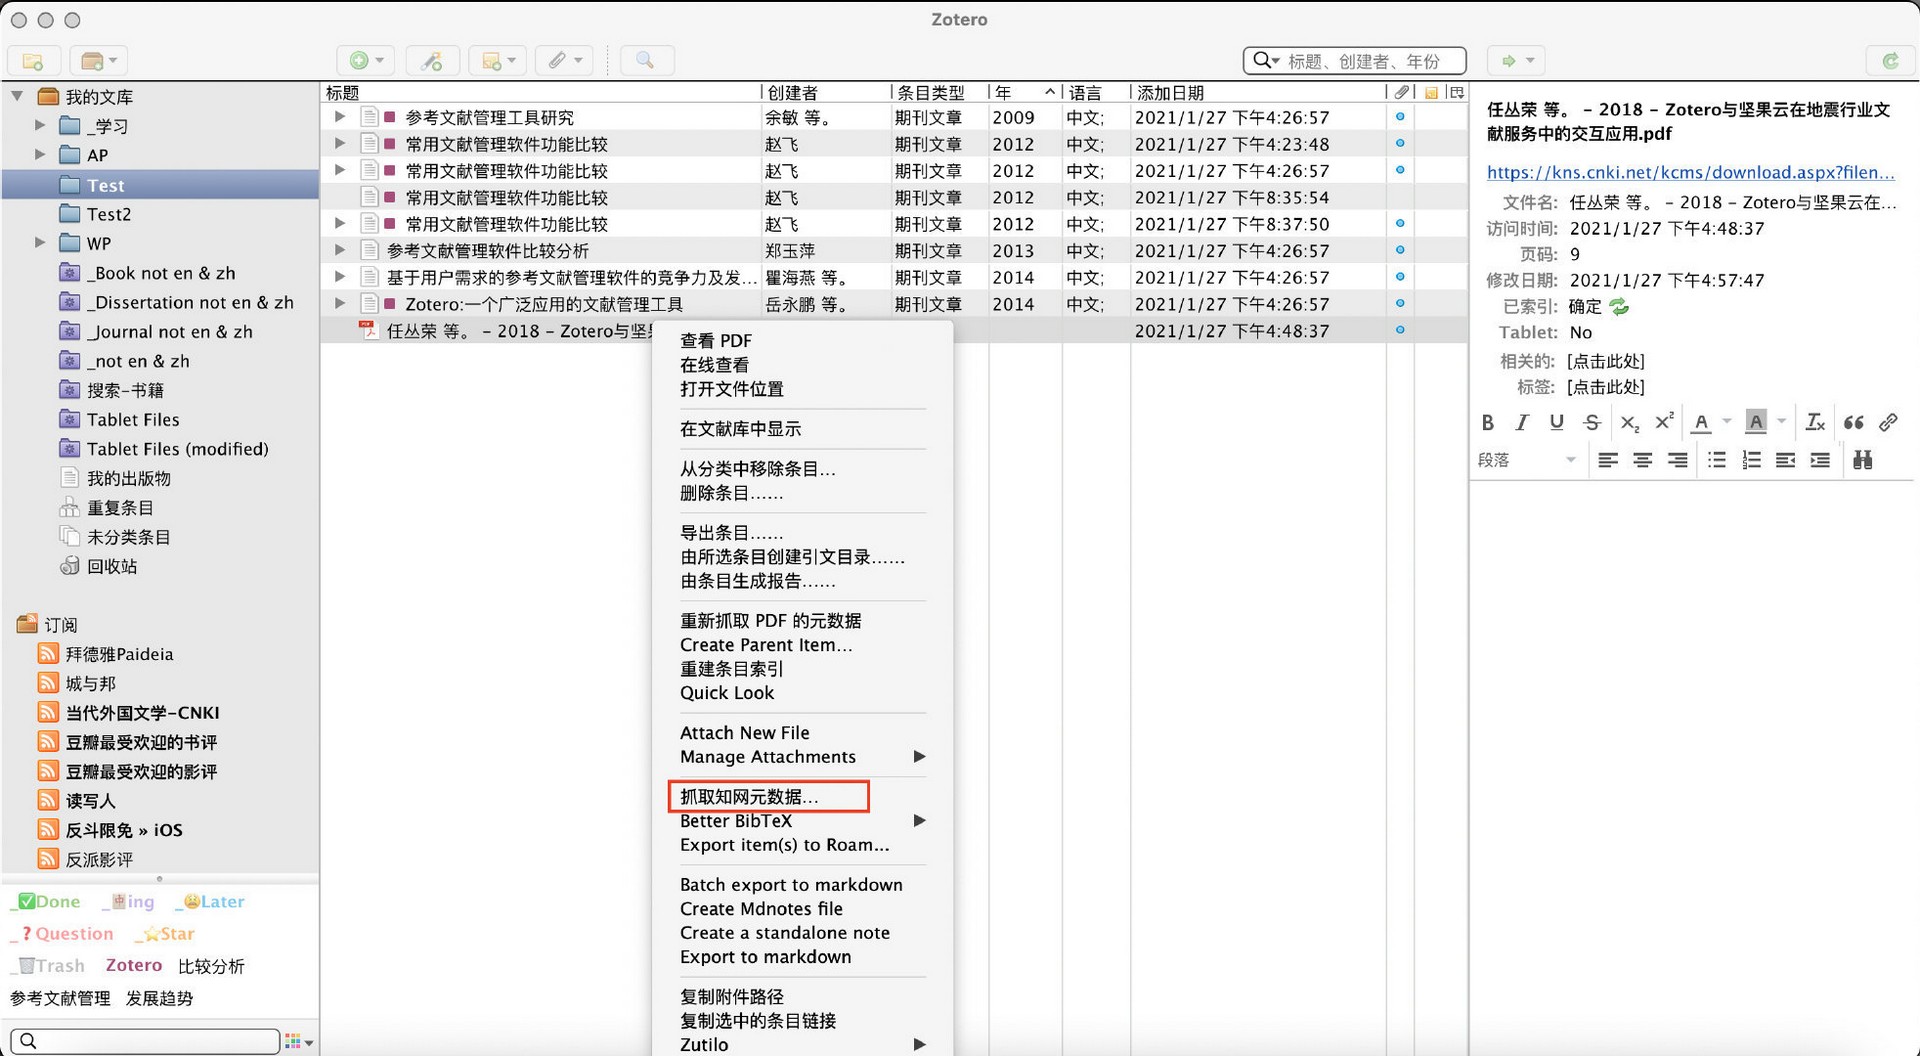 Zotero
标题、创建者、年份
我的文库
_学习
AP
Test
Test2
WP
_Book not en & zh
_Dissertation not en & zh
_Journal not en & zh
_not en & zh
搜索-书籍
Tablet Files
Tablet Files (modified)
我的出版物
重复条目
未分类条目
回收站
订阅
拜德雅Paideia
城与邦
当代外国文学-CNKI
豆瓣最受欢迎的书评
豆瓣最受欢迎的影评
读写人
反斗限免 » iOS
反派影评
_✅Done _🀄ing _😫Later
_❓Question _⭐Star
_🗑Trash Zotero 比较分析
参考文献管理 发展趋势
标题 创建者 条目类型 年 语言 添加日期
参考文献管理工具研究 余敏 等。 期刊文章 2009 中文; 2021/1/27 下午4:26:57
常用文献管理软件功能比较 赵飞 期刊文章 2012 中文; 2021/1/27 下午4:23:48
常用文献管理软件功能比较 赵飞 期刊文章 2012 中文; 2021/1/27 下午4:26:57
常用文献管理软件功能比较 赵飞 期刊文章 2012 中文; 2021/1/27 下午8:35:54
常用文献管理软件功能比较 赵飞 期刊文章 2012 中文; 2021/1/27 下午8:37:50
参考文献管理软件比较分析 郑玉萍 期刊文章 2013 中文; 2021/1/27 下午4:26:57
基于用户需求的参考文献管理软件的竞争力及发... 瞿海燕 等。 期刊文章 2014 中文; 2021/1/27 下午4:26:57
Zotero:一个广泛应用的文献管理工具 岳永鹏 等。 期刊文章 2014 中文; 2021/1/27 下午4:26:57
任丛荣 等。 - 2018 - Zotero与坚 2021/1/27 下午4:48:37
查看 PDF
在线查看
打开文件位置
在文献库中显示
从分类中移除条目...
删除条目......
导出条目......
由所选条目创建引文目录......
由条目生成报告......
重新抓取 PDF 的元数据
Create Parent Item...
重建条目索引
Quick Look
Attach New File
Manage Attachments
抓取知网元数据...
Better BibTeX
Export item(s) to Roam...
Batch export to markdown
Create Mdnotes file
Create a standalone note
Export to markdown
复制附件路径
复制选中的条目链接
Zutilo
任丛荣 等。 - 2018 - Zotero与坚果云在地震行业文
献服务中的交互应用.pdf
https://kns.cnki.net/kcms/download.aspx?filen...
文件名: 任丛荣 等。 - 2018 - Zotero与坚果云在...
访问时间: 2021/1/27 下午4:48:37
页码: 9
修改日期: 2021/1/27 下午4:57:47
已索引: 确定
Tablet: No
相关的: [点击此处]
标签: [点击此处]
B I U S X₂ X² A A Tx
段落